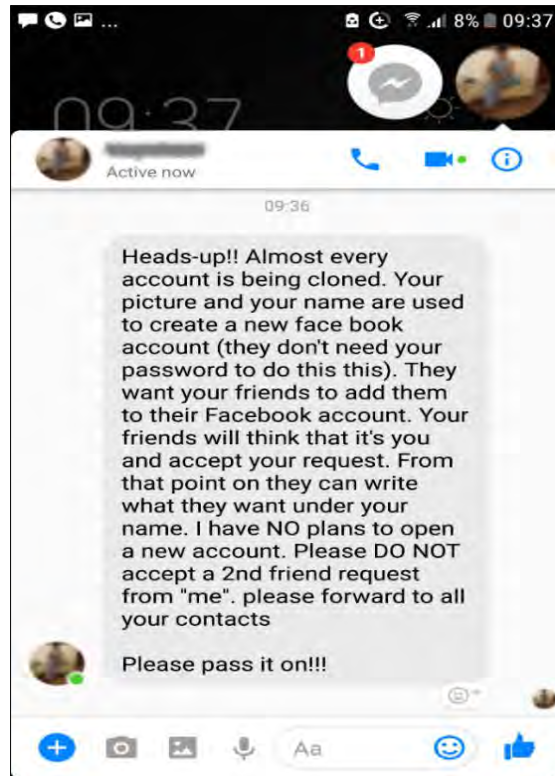 ... 8% 09:37
1
09:37
Active now
09:36
Heads-up!! Almost every
account is being cloned. Your
picture and your name are used
to create a new face book
account (they don't need your
password to do this this). They
want your friends to add them
to their Facebook account. Your
friends will think that it's you
and accept your request. From
that point on they can write
what they want under your
name. I have NO plans to open
a new account. Please DO NOT
accept a 2nd friend request
from "me". please forward to all
your contacts
Please pass it on!!!
Aa